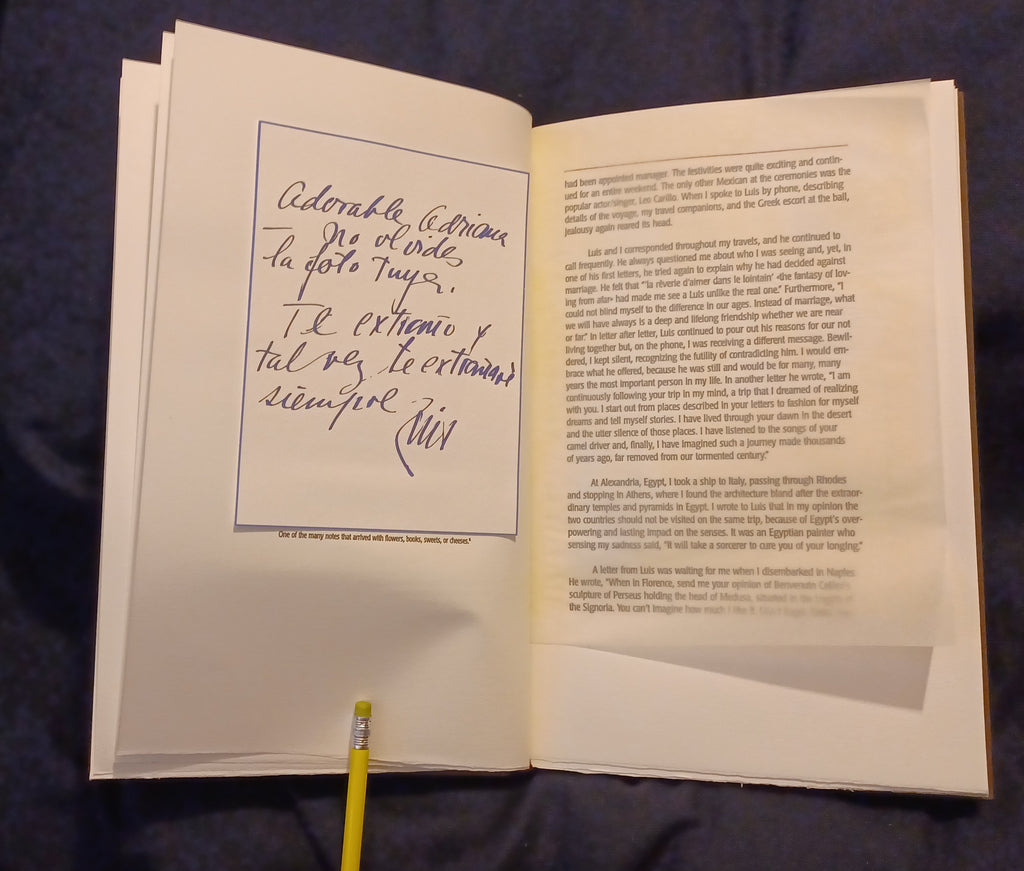 Adorable Adriana
No olvides
la foto tuya.
Te extraño y
tal vez te extrañaré
siempre
Luis
One of the many notes that arrived with flowers, books, sweets, or cheeses.
had been appointed manager. The festivities were quite exciting and contin-
ued for an entire weekend. The only other Mexican at the ceremonies was the
popular actor/singer, Leo Carillo. When I spoke to Luis by phone, describing
details of the voyage, my travel companions, and the Greek escort at the ball,
jealousy again reared its head.
Luis and I corresponded throughout my travels, and he continued to
call frequently. He always questioned me about who I was seeing and, yet, in
one of his first letters, he tried again to explain why he had decided against
marriage. He felt that "'la rêverie d'aimer dans le lointain' <the fantasy of lov-
ing from afar> had made me see a Luis unlike the real one." Furthermore, "I
could not blind myself to the difference in our ages. Instead of marriage, what
we will have always is a deep and lifelong friendship whether we are near
or far." In letter after letter, Luis continued to pour out his reasons for our not
living together but, on the phone, I was receiving a different message. Bewil-
dered, I kept silent, recognizing the futility of contradicting him. I would em-
brace what he offered, because he was still and would be for many, many
years the most important person in my life. In another letter he wrote, "I am
continuously following your trip in my mind, a trip that I dreamed of realizing
with you. I start out from places described in your letters to fashion for myself
dreams and tell myself stories. I have lived through your dawn in the desert
and the utter silence of those places. I have listened to the songs of your
camel driver and, finally, I have imagined such a journey made thousands
of years ago, far removed from our tormented century."
At Alexandria, Egypt, I took a ship to Italy, passing through Rhodes
and stopping in Athens, where I found the architecture bland after the extraor-
dinary temples and pyramids in Egypt. I wrote to Luis that in my opinion the
two countries should not be visited on the same trip, because of Egypt's over-
powering and lasting impact on the senses. It was an Egyptian painter who
sensing my sadness said, "It will take a sorcerer to cure you of your longing."
A letter from Luis was waiting for me when I disembarked in Naples.
He wrote, "When in Florence, send me your opinion of Benvenuto Cellini's
sculpture of Perseus holding the head of Medusa, situated in the
the Signoria. You can't imagine how much I like it.